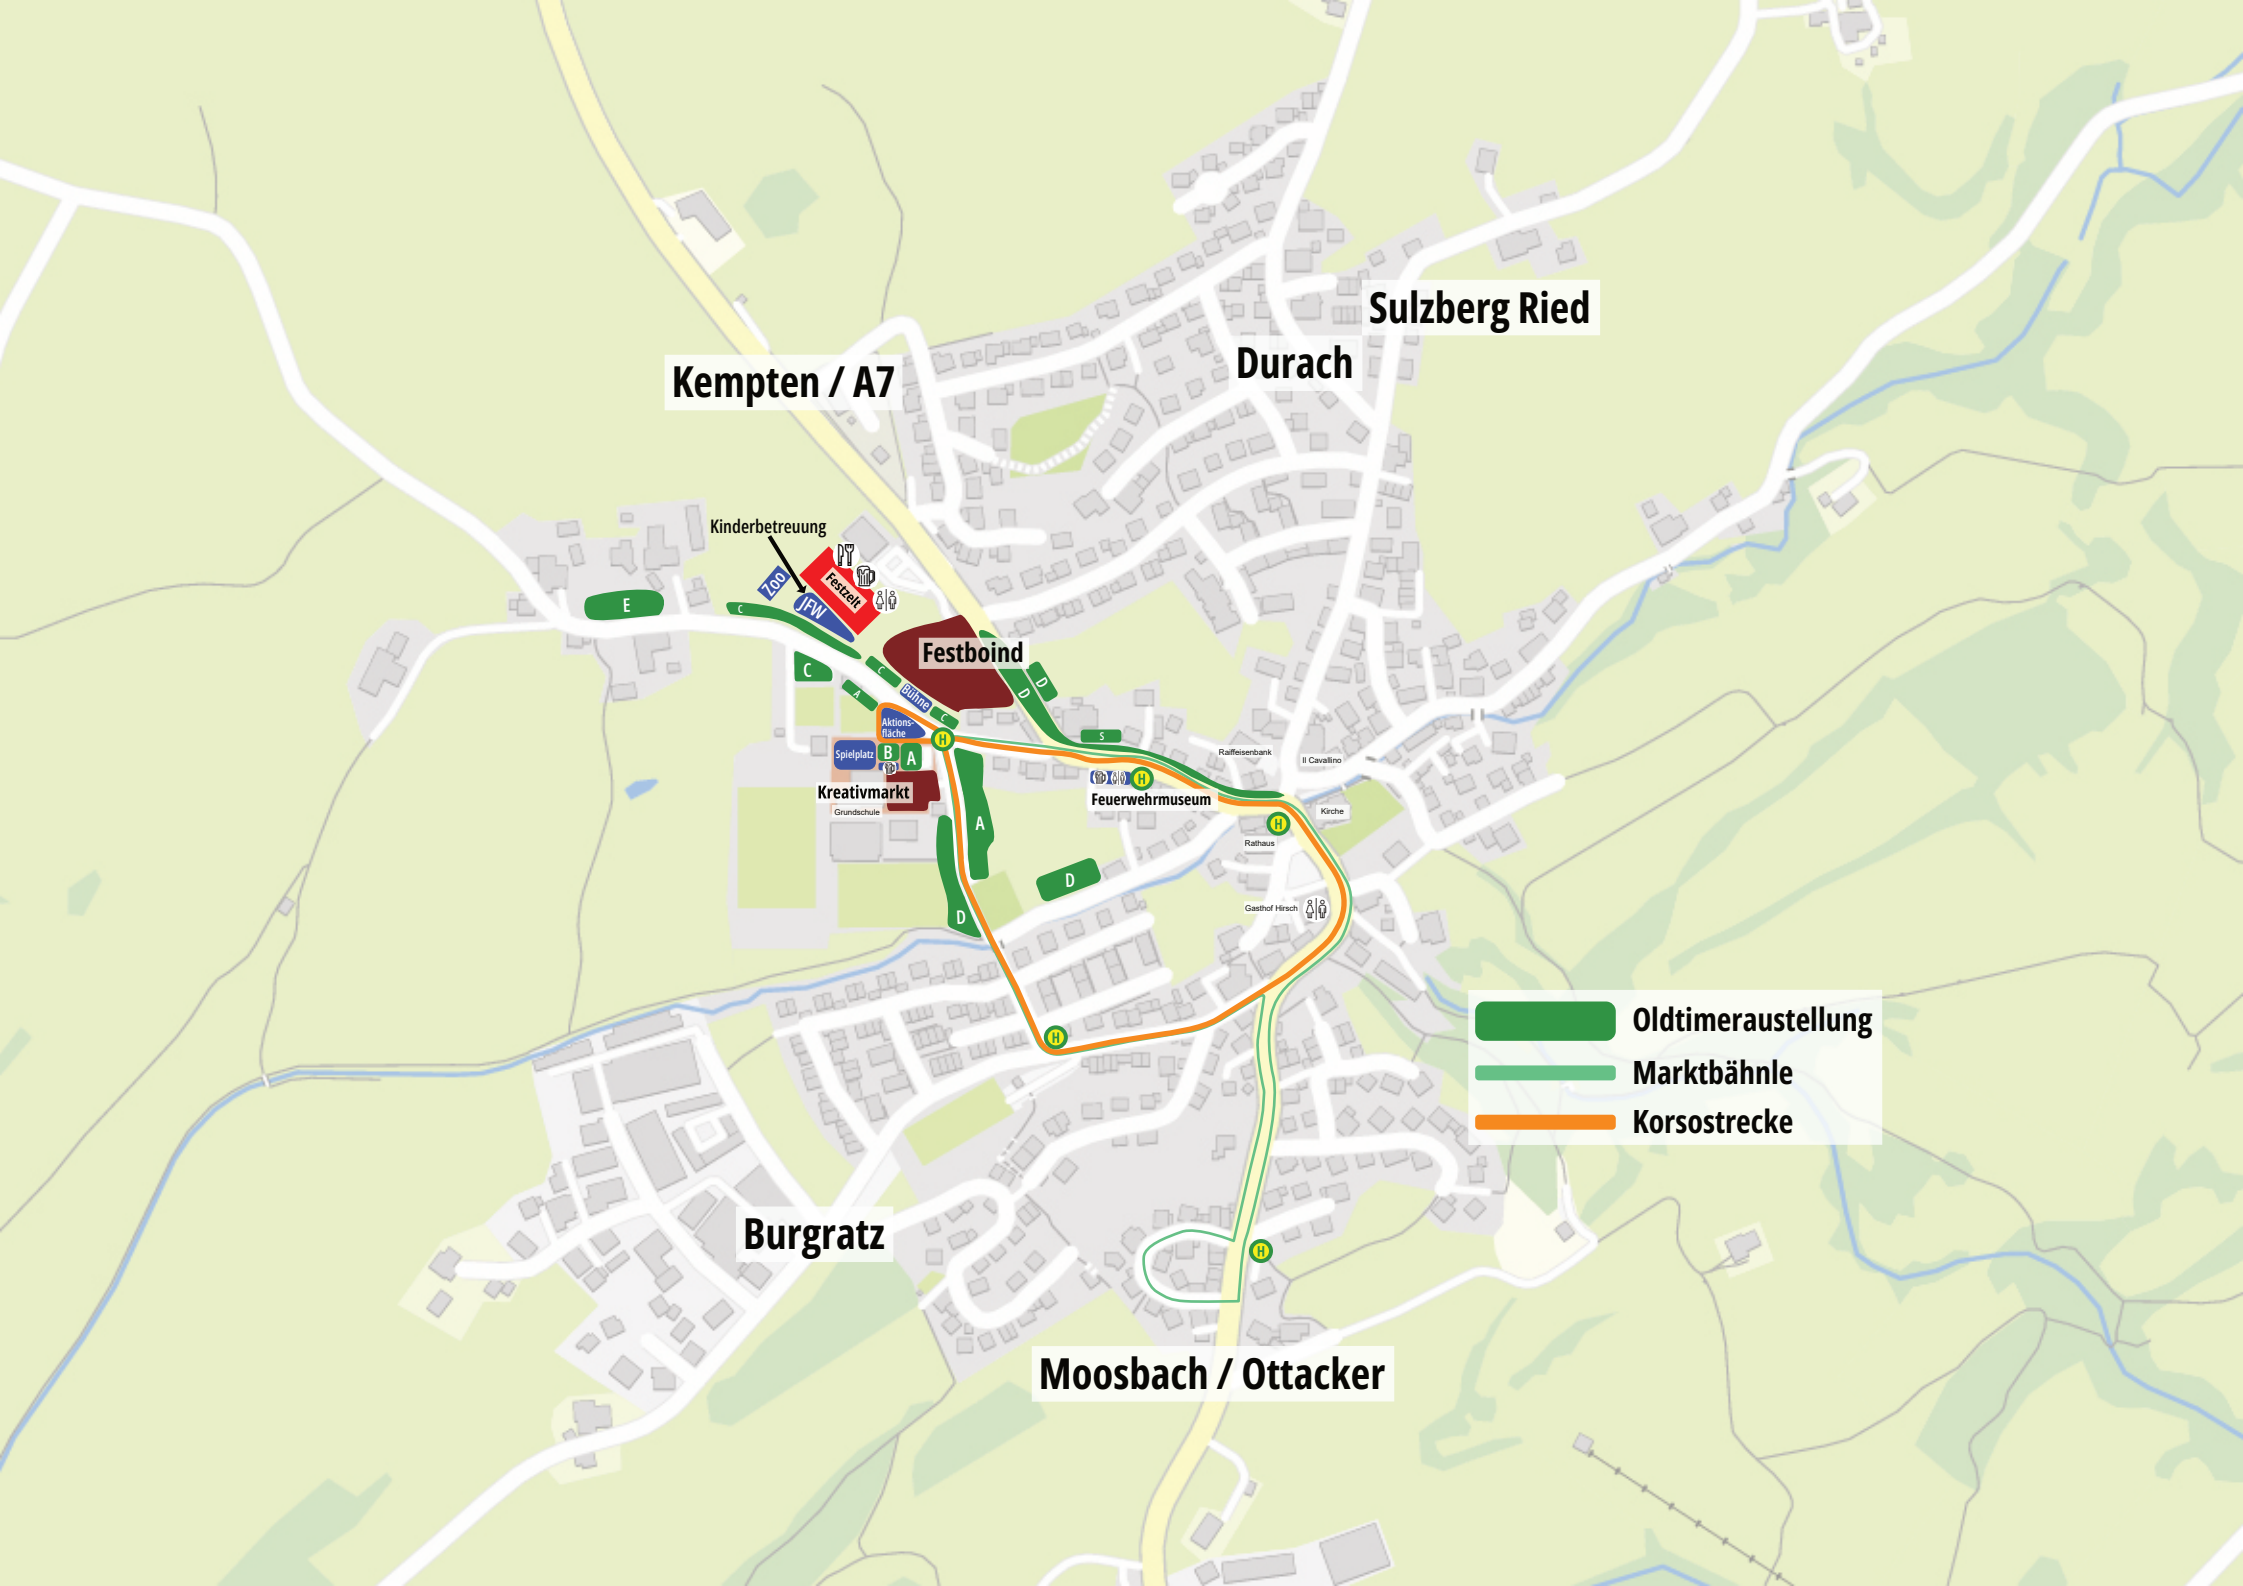 Sulzberg Ried
Durach
Kempten / A7
Kinderbetreuung
Zoo
JFW
Festzelt
E
C
C
C
A
Bühne
C
Festboind
D
D
S
Aktions-
fläche
H
Spielplatz
B
A
Kreativmarkt
Grundschule
A
D
D
H
Feuerwehrmuseum
Raiffeisenbank
Il Cavallino
Kirche
H
Rathaus
Gasthof Hirsch
H
H
Oldtimeraustellung
Marktbähnle
Korsostrecke
Burgratz
Moosbach / Ottacker